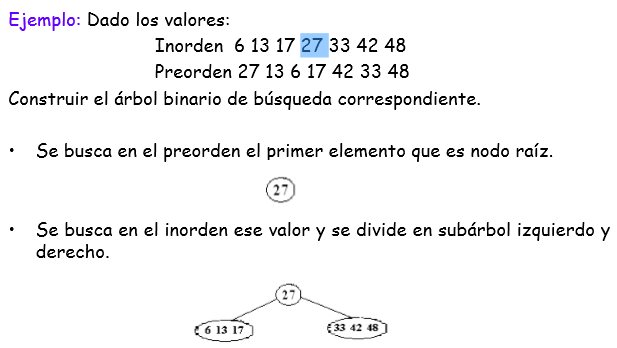 Ejemplo: Dado los valores:
Inorden 6 13 17 27 33 42 48
Preorden 27 13 6 17 42 33 48
Construir el árbol binario de búsqueda correspondiente.
• Se busca en el preorden el primer elemento que es nodo raíz.
27
• Se busca en el inorden ese valor y se divide en subárbol izquierdo y
derecho.
27
6 13 17 33 42 48